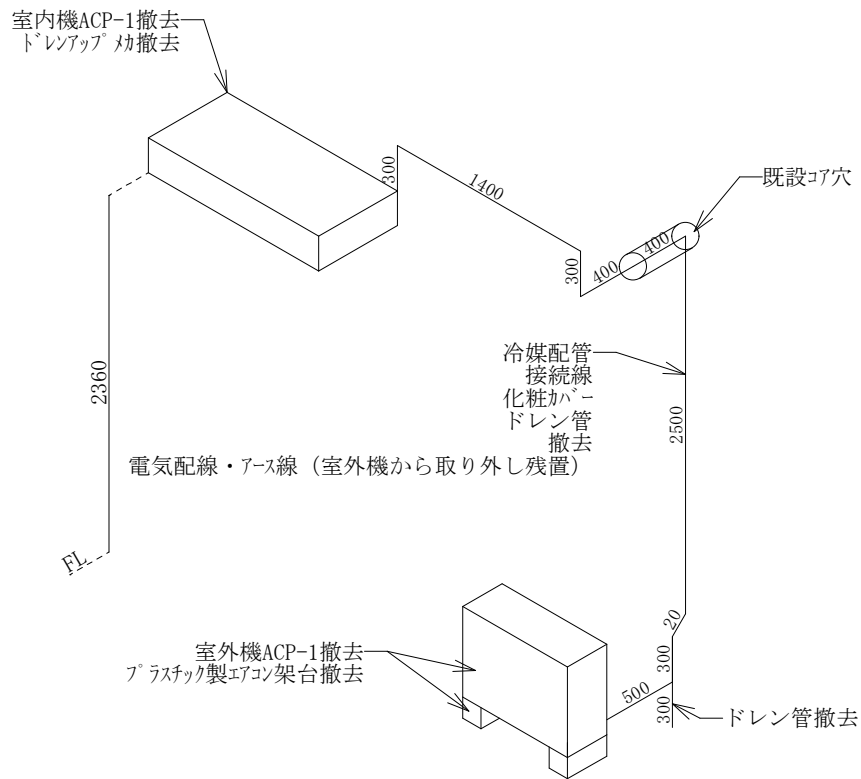 室内機ACP-1撤去
ﾄﾞﾚﾝｱｯﾌﾟﾒｶ撤去
300
1400
既設ｺｱ穴
400
400
300
2360
冷媒配管
接続線
化粧ｶﾊﾞｰ
ドレン管
撤去
2500
電気配線・ｱｰｽ線（室外機から取り外し残置）
FL
20
室外機ACP-1撤去
ﾌﾟﾗｽﾁｯｸ製ｴｱｺﾝ架台撤去
300
500
300
ドレン管撤去